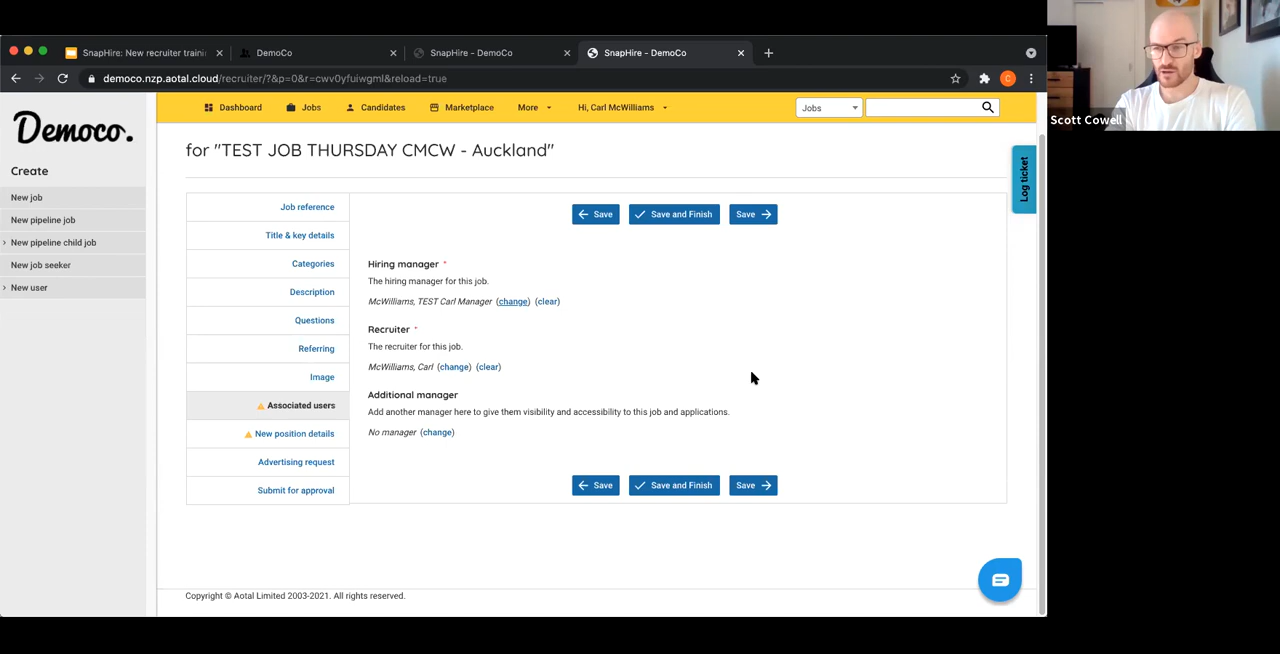 SnapHire: New recruiter traini
DemoCo
SnapHire - DemoCo
SnapHire - DemoCo
democo.nzp.aotal.cloud/recruiter/?&p=0&r=cwv0yfuiwgml&reload=true
C
Democo.
Dashboard
Jobs
Candidates
Marketplace
More
Hi, Carl McWilliams
Jobs
Scott Cowell
Create
New job
New pipeline job
New pipeline child job
New job seeker
New user
for "TEST JOB THURSDAY CMCW - Auckland"
Log ticket
Job reference
Title & key details
Categories
Description
Questions
Referring
Image
Associated users
New position details
Advertising request
Submit for approval
Save
Save and Finish
Save
Hiring manager *
The hiring manager for this job.
McWilliams, TEST Carl Manager (change) (clear)
Recruiter *
The recruiter for this job.
McWilliams, Carl (change) (clear)
Additional manager
Add another manager here to give them visibility and accessibility to this job and applications.
No manager (change)
Save
Save and Finish
Save
Copyright © Aotal Limited 2003-2021. All rights reserved.